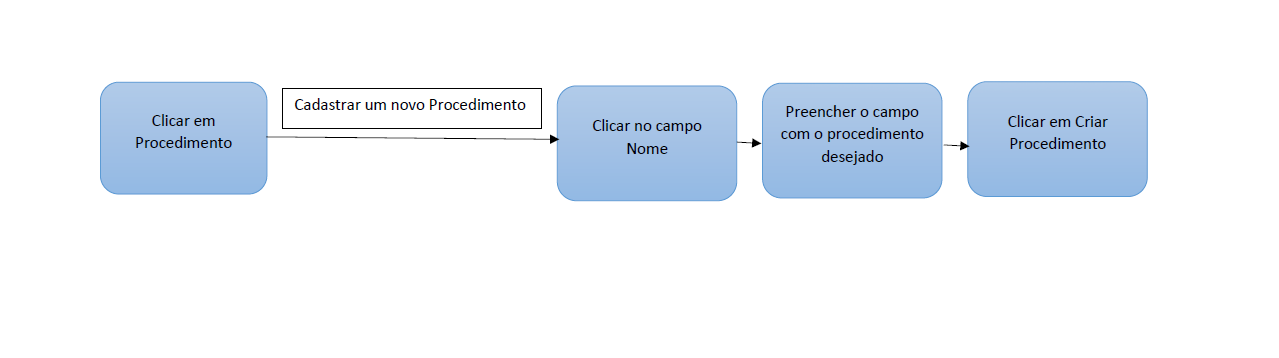 Clicar em
Procedimento
Cadastrar um novo Procedimento
Clicar no campo
Nome
Preencher o campo
com o procedimento
desejado
Clicar em Criar
Procedimento